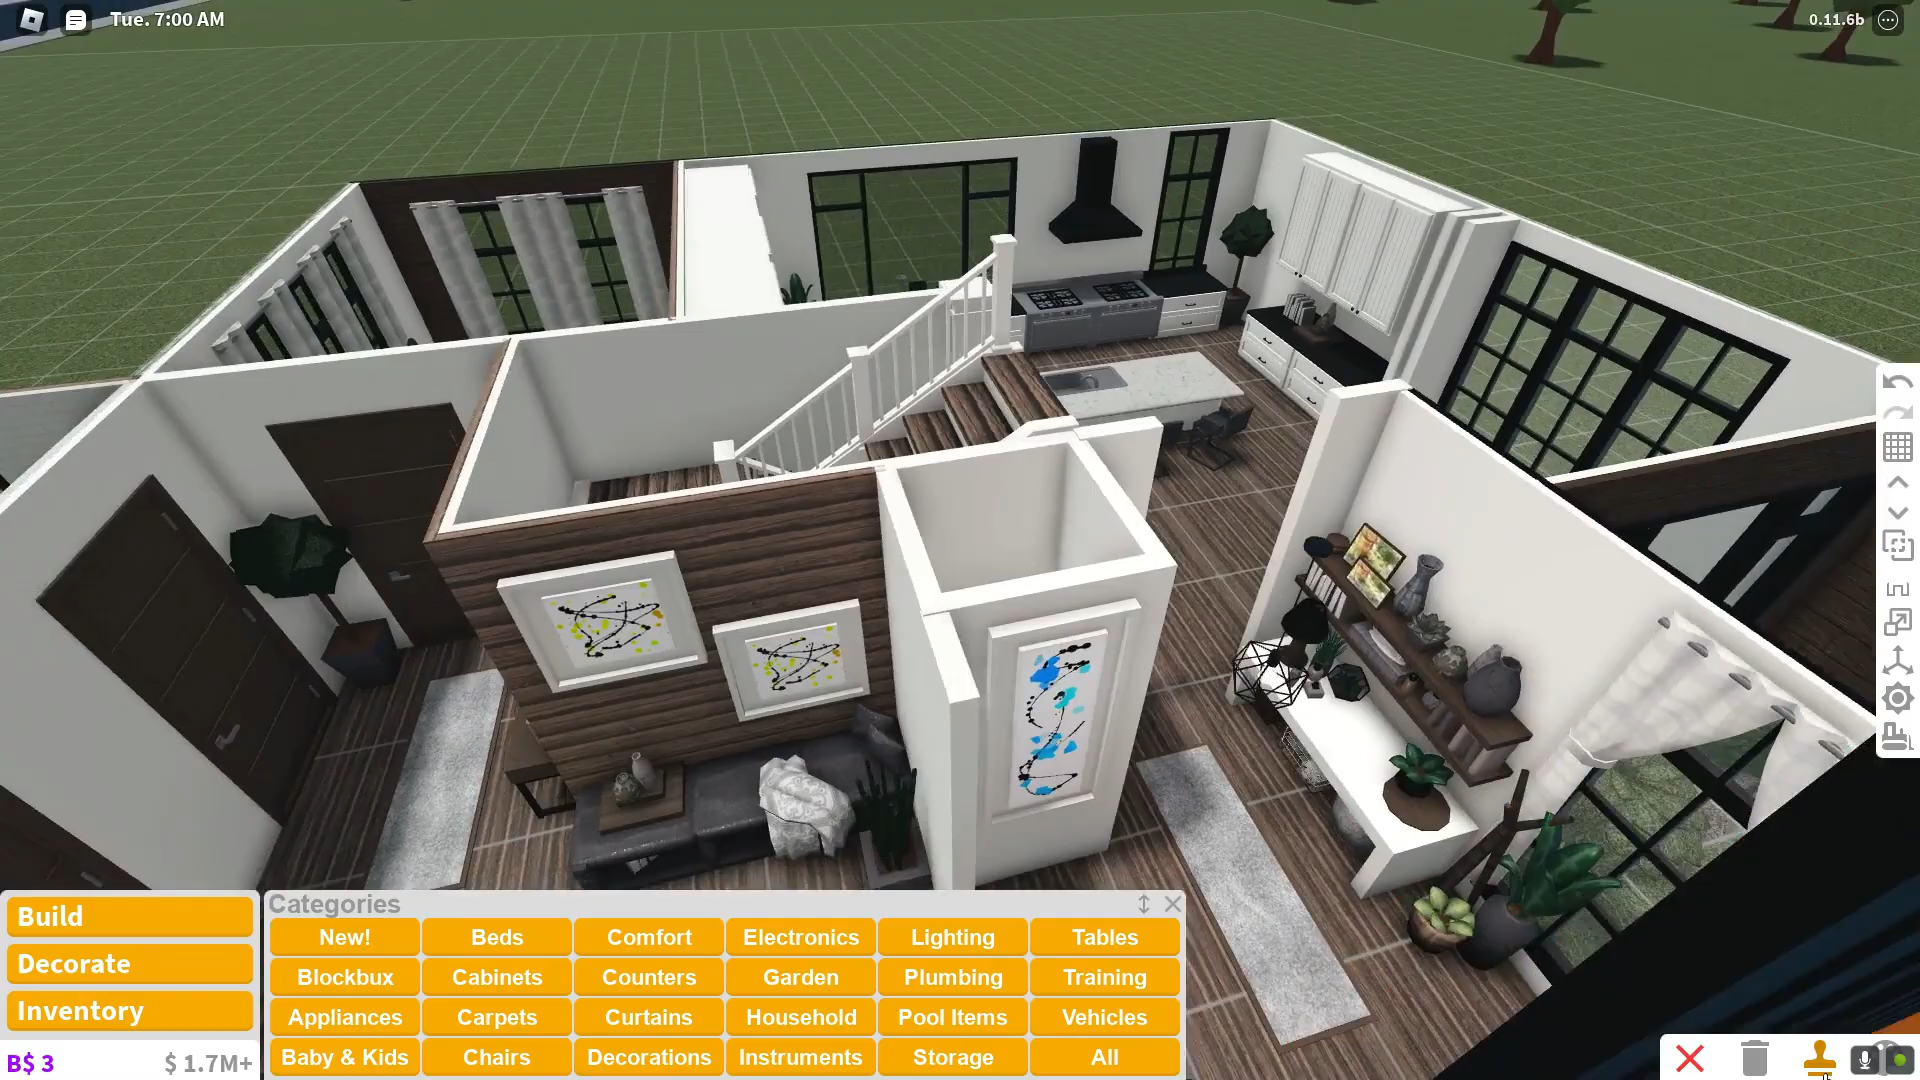 Tue. 7:00 AM
0.11.6b
Build
Decorate
Inventory
B$ 3 $ 1.7M+
Categories
New! Beds Comfort Electronics Lighting Tables
Blockbux Cabinets Counters Garden Plumbing Training
Appliances Carpets Curtains Household Pool Items Vehicles
Baby & Kids Chairs Decorations Instruments Storage All